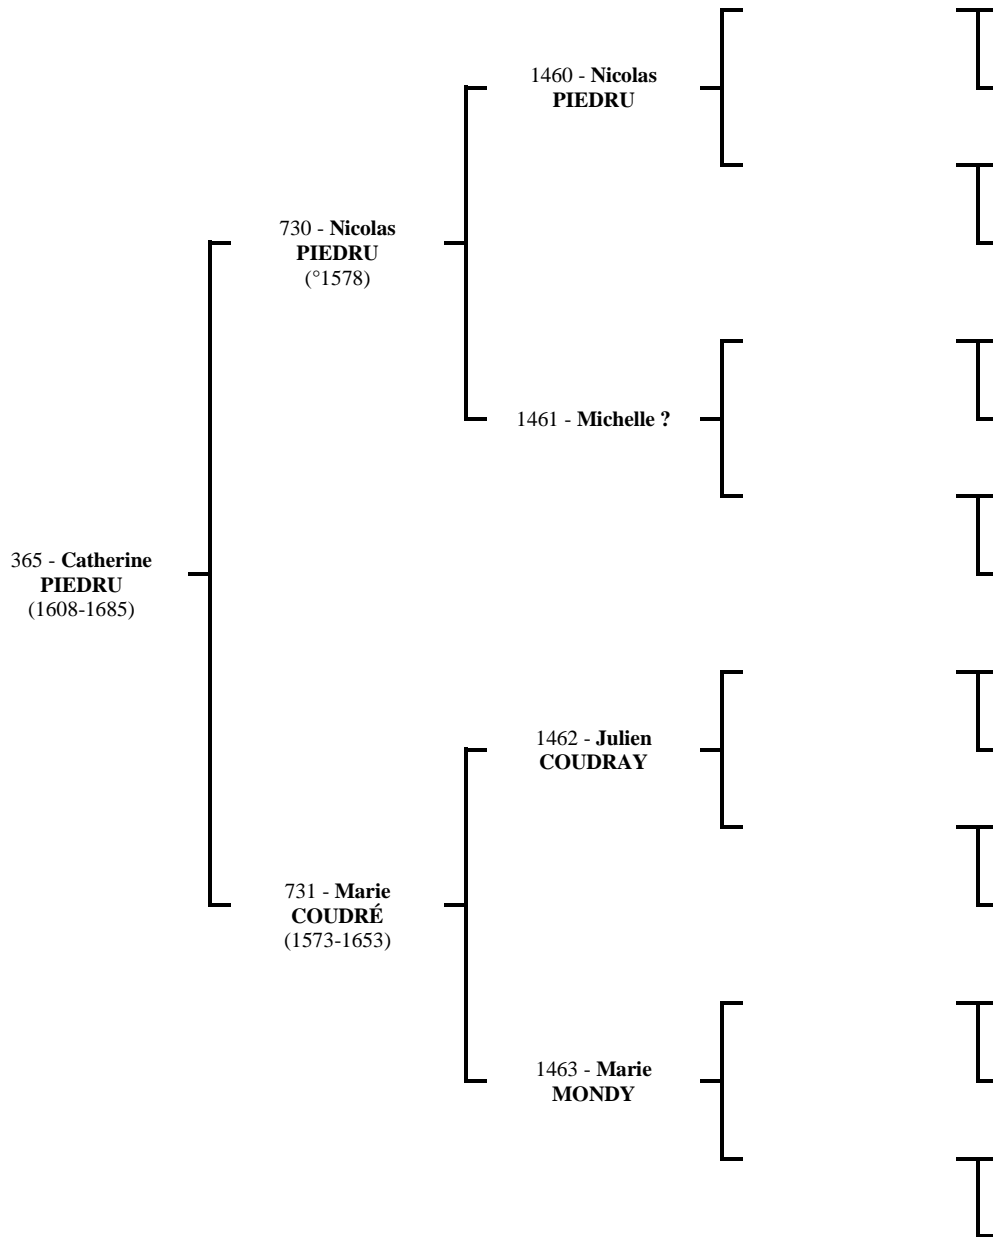 1460 - Nicolas
PIEDRU
730 - Nicolas
PIEDRU
(°1578)
1461 - Michelle ?
365 - Catherine
PIEDRU
(1608-1685)
1462 - Julien
COUDRAY
731 - Marie
COUDRÉ
(1573-1653)
1463 - Marie
MONDY